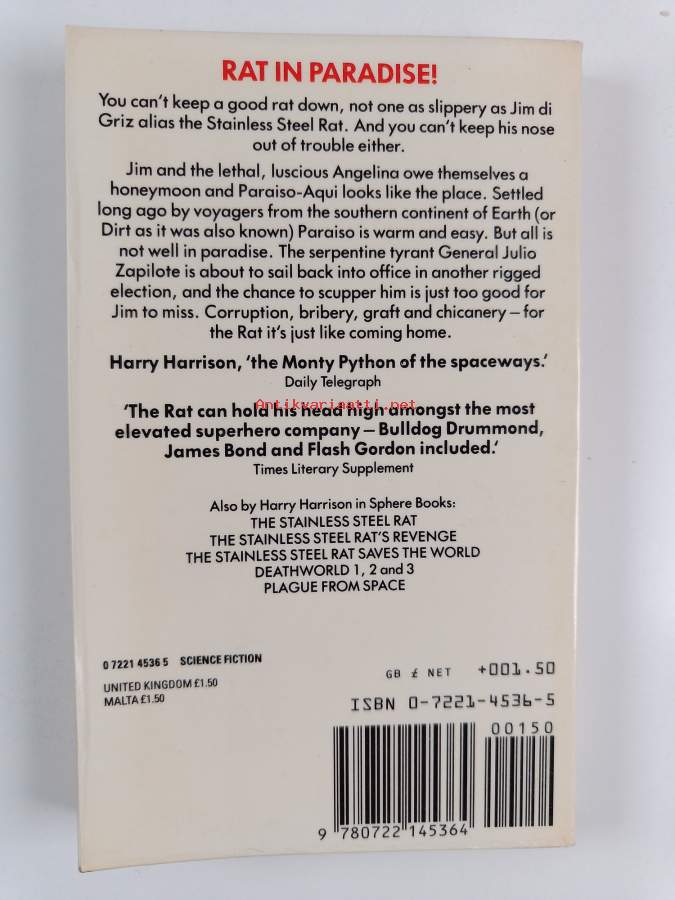 RAT IN PARADISE!
You can't keep a good rat down, not one as slippery as Jim di
Griz alias the Stainless Steel Rat. And you can't keep his nose
out of trouble either.
Jim and the lethal, luscious Angelina owe themselves a
honeymoon and Paraiso-Aqui looks like the place. Settled
long ago by voyagers from the southern continent of Earth (or
Dirt as it was also known) Paraiso is warm and easy. But all is
not well in paradise. The serpentine tyrant General Julio
Zapilote is about to sail back into office in another rigged
election, and the chance to scupper him is just too good for
Jim to miss. Corruption, bribery, graft and chicanery – for
the Rat it's just like coming home.
Harry Harrison, 'the Monty Python of the spaceways.'
Daily Telegraph
Antikvariaatti.net
'The Rat can hold his head high amongst the most
elevated superhero company – Bulldog Drummond,
James Bond and Flash Gordon included.'
Times Literary Supplement
Also by Harry Harrison in Sphere Books:
THE STAINLESS STEEL RAT
THE STAINLESS STEEL RAT'S REVENGE
THE STAINLESS STEEL RAT SAVES THE WORLD
DEATHWORLD 1, 2 and 3
PLAGUE FROM SPACE
0 7221 4536 5 SCIENCE FICTION
UNITED KINGDOM £1.50
MALTA £1.50
GB £ NET +001.50
ISBN 0-7221-4536-5
00150
9 780722 145364